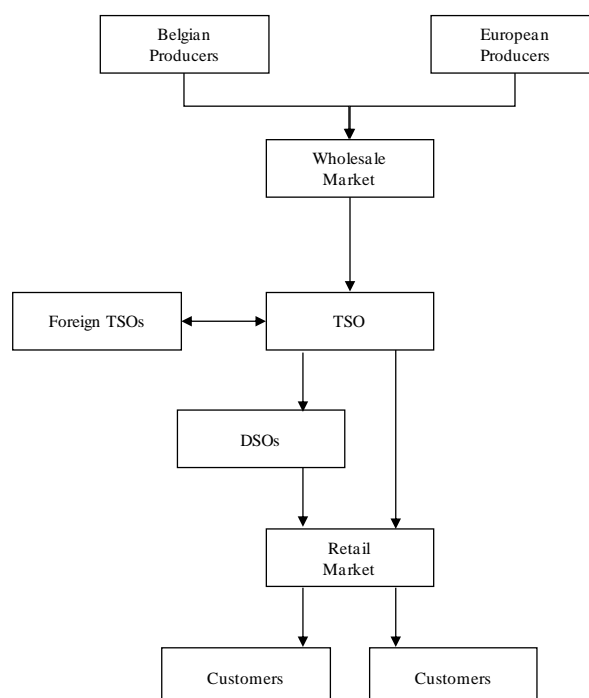 Belgian
Producers
European
Producers
Wholesale
Market
Foreign TSOs
TSO
DSOs
Retail
Market
Customers
Customers